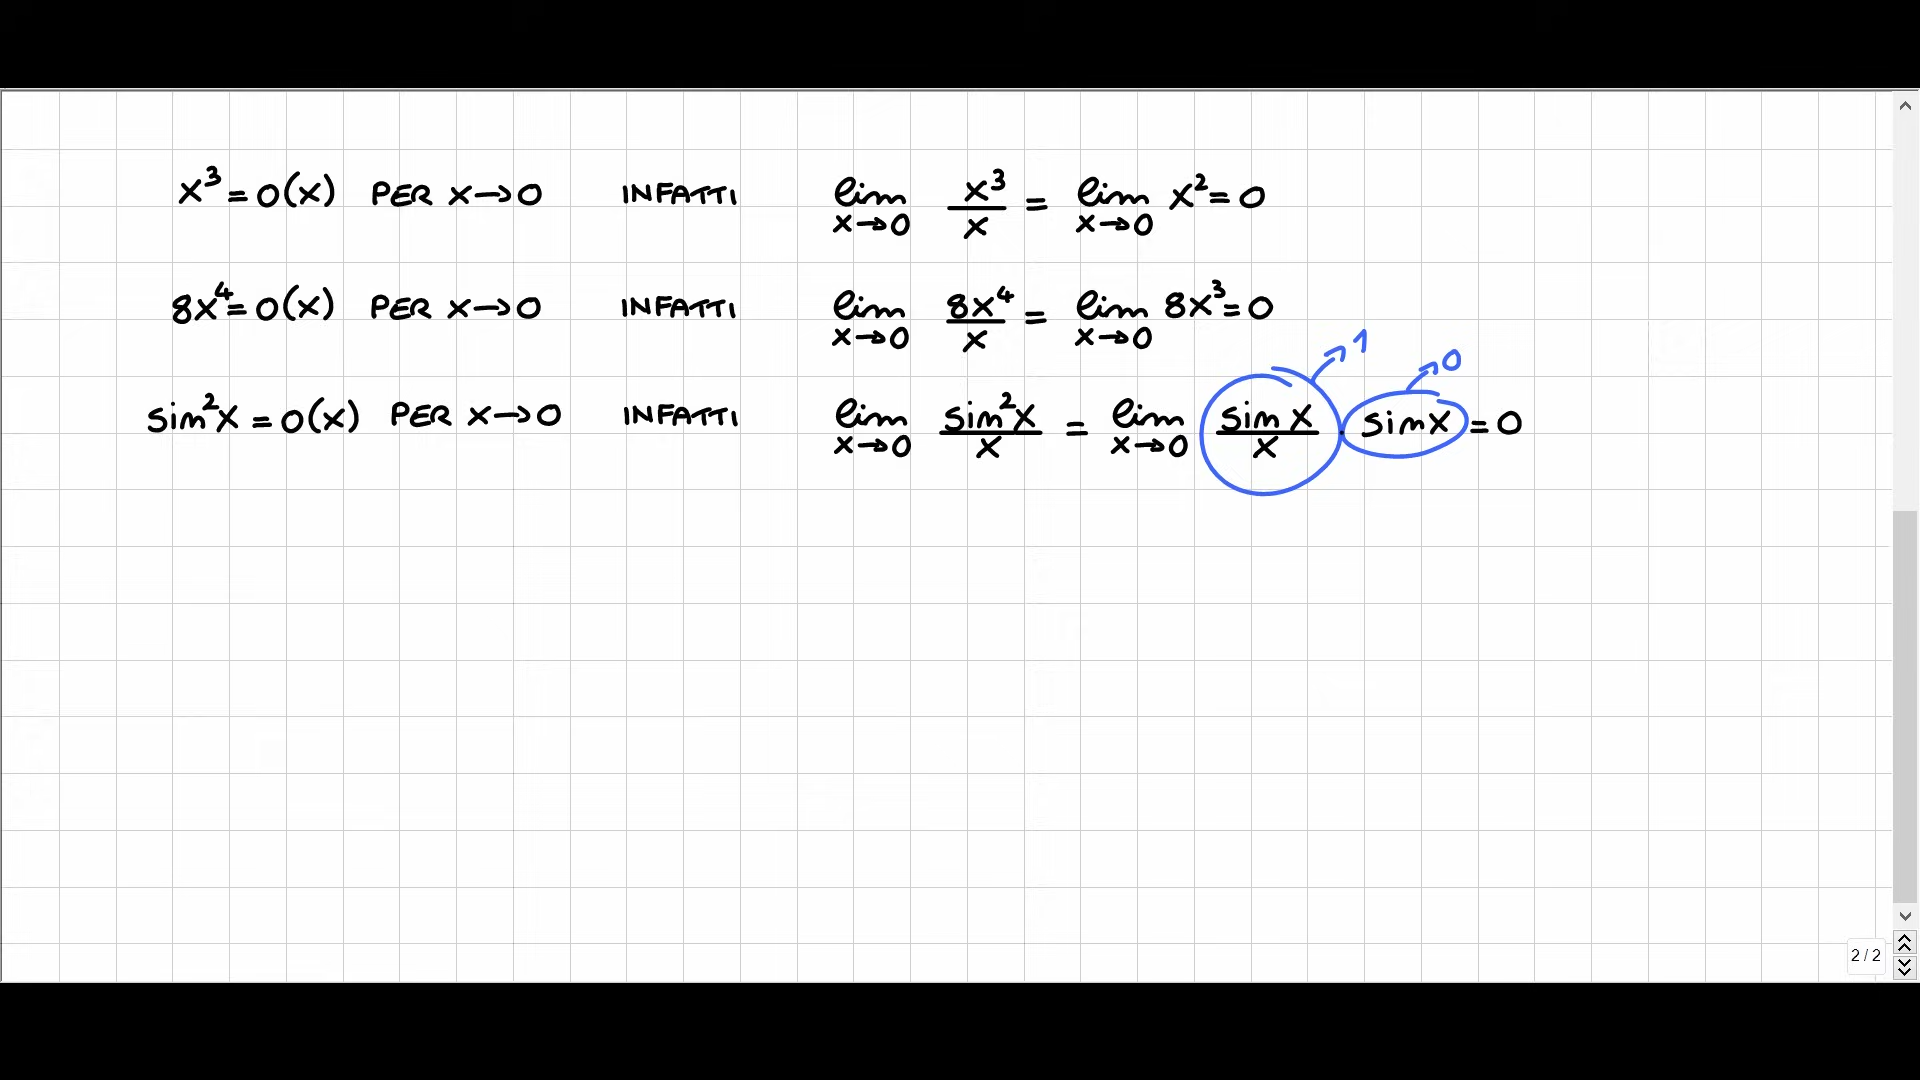 x³ = o(x) PER x→0 INFATTI lim x→0 x³/x = lim x→0 x² = 0
8x⁴ = o(x) PER x→0 INFATTI lim x→0 8x⁴/x = lim x→0 8x³ = 0
→1 →0
sin²x = o(x) PER x→0 INFATTI lim x→0 sin²x/x = lim x→0 sin x/x · sin x = 0
2 / 2